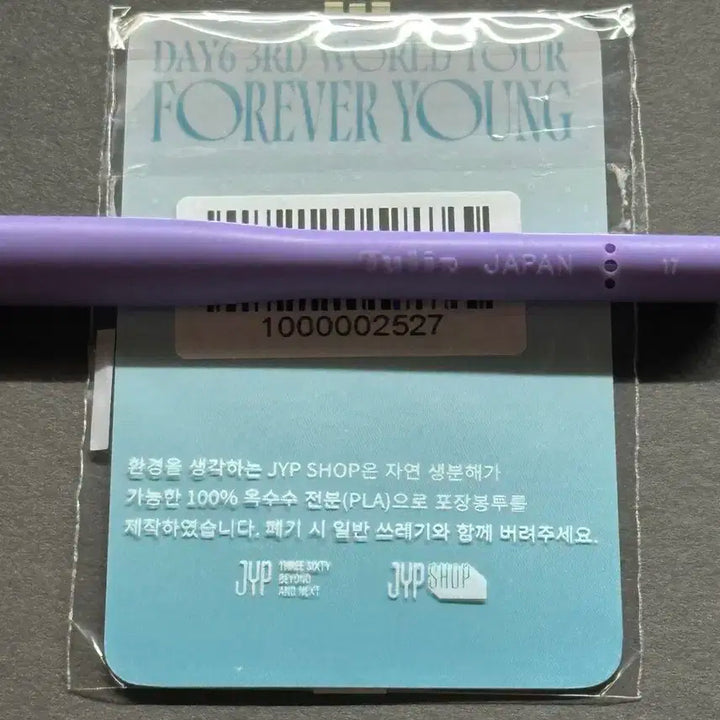 DAY6 3RD WORLD TOUR
FOREVER YOUNG
Tulip JAPAN 17
1000002527
환경을 생각하는 JYP SHOP은 자연 생분해가
가능한 100% 옥수수 전분(PLA)으로 포장봉투를
제작하였습니다. 폐기 시 일반 쓰레기와 함께 버려주세요.
JYP THREE SIXTY
BEYOND
AND NEXT
JYP SHOP